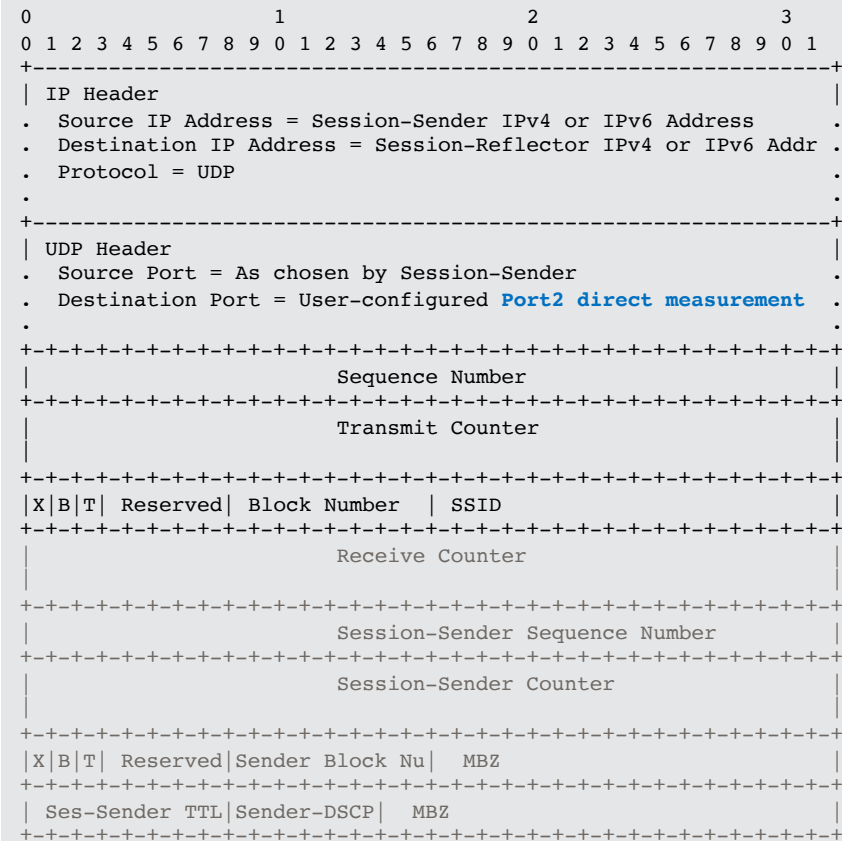 0                   1                   2                   3
0 1 2 3 4 5 6 7 8 9 0 1 2 3 4 5 6 7 8 9 0 1 2 3 4 5 6 7 8 9 0 1
+---------------------------------------------------------------+
| IP Header                                                     |
.  Source IP Address = Session-Sender IPv4 or IPv6 Address      .
.  Destination IP Address = Session-Reflector IPv4 or IPv6 Addr .
.  Protocol = UDP                                               .
.                                                               .
+---------------------------------------------------------------+
| UDP Header                                                    |
.  Source Port = As chosen by Session-Sender                    .
.  Destination Port = User-configured Port2 direct measurement  .
.                                                               .
+-+-+-+-+-+-+-+-+-+-+-+-+-+-+-+-+-+-+-+-+-+-+-+-+-+-+-+-+-+-+-+-+
|                        Sequence Number                        |
+-+-+-+-+-+-+-+-+-+-+-+-+-+-+-+-+-+-+-+-+-+-+-+-+-+-+-+-+-+-+-+-+
|                        Transmit Counter                       |
|                                                               |
+-+-+-+-+-+-+-+-+-+-+-+-+-+-+-+-+-+-+-+-+-+-+-+-+-+-+-+-+-+-+-+-+
|X|B|T| Reserved| Block Number  | SSID                          |
+-+-+-+-+-+-+-+-+-+-+-+-+-+-+-+-+-+-+-+-+-+-+-+-+-+-+-+-+-+-+-+-+
|                        Receive Counter                        |
|                                                               |
+-+-+-+-+-+-+-+-+-+-+-+-+-+-+-+-+-+-+-+-+-+-+-+-+-+-+-+-+-+-+-+-+
|                        Session-Sender Sequence Number         |
+-+-+-+-+-+-+-+-+-+-+-+-+-+-+-+-+-+-+-+-+-+-+-+-+-+-+-+-+-+-+-+-+
|                        Session-Sender Counter                 |
|                                                               |
+-+-+-+-+-+-+-+-+-+-+-+-+-+-+-+-+-+-+-+-+-+-+-+-+-+-+-+-+-+-+-+-+
|X|B|T| Reserved|Sender Block Nu|  MBZ                          |
+-+-+-+-+-+-+-+-+-+-+-+-+-+-+-+-+-+-+-+-+-+-+-+-+-+-+-+-+-+-+-+-+
| Ses-Sender TTL|Sender-DSCP|  MBZ                              |
+-+-+-+-+-+-+-+-+-+-+-+-+-+-+-+-+-+-+-+-+-+-+-+-+-+-+-+-+-+-+-+-+